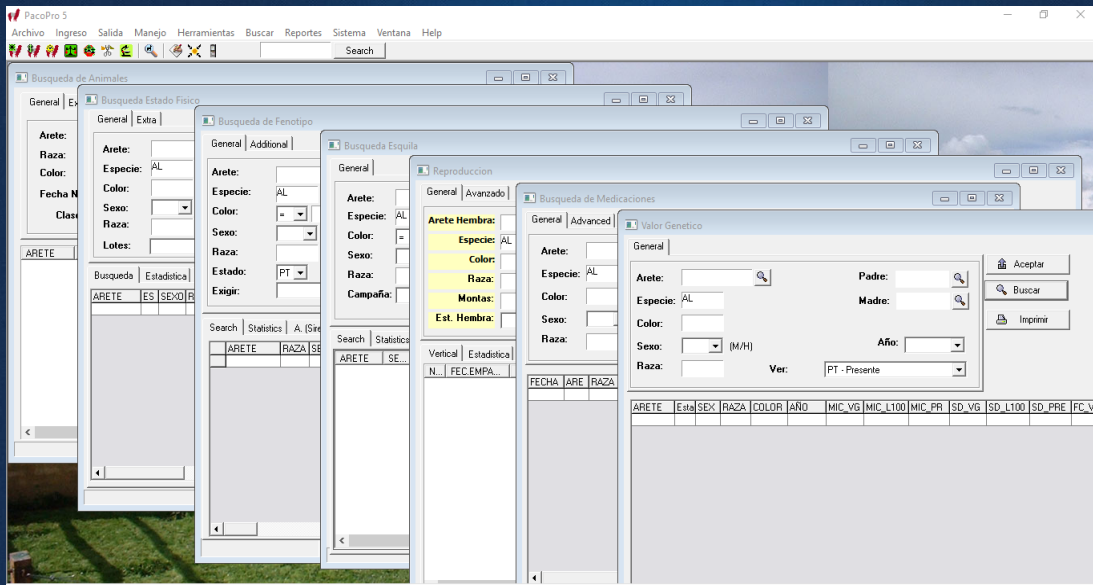 PacoPro 5
Archivo Ingreso Salida Manejo Herramientas Buscar Reportes Sistema Ventana Help
Search
Busqueda de Animales
General
Arete:
Raza:
Color:
Fecha N
Clas
ARETE
Busqueda Estado Fisico
General Extra
Arete:
Especie: AL
Color:
Sexo:
Raza:
Lotes:
Busqueda Estadistica
ARETE ES SEXO R
Busqueda de Fenotipo
General Additional
Arete:
Especie: AL
Color: =
Sexo:
Raza:
Estado: PT
Exigir:
Search Statistics A. (Sire
ARETE RAZA SE
Busqueda Esquila
General
Arete:
Especie: AL
Color: =
Sexo:
Raza:
Campaña:
Search Statistics
ARETE SE...
Reproduccion
General Avanzado
Arete Hembra:
Especie: AL
Color:
Raza:
Montas:
Est. Hembra:
Vertical Estadistica
N... FEC.EMPA...
Busqueda de Medicaciones
General Advanced
Arete:
Especie: AL
Color:
Sexo:
Raza:
FECHA ARE RAZA
Valor Genetico
General
Arete: Padre:
Especie: AL Madre:
Color:
Sexo: (M/H) Año:
Raza: Ver: PT - Presente
Aceptar
Buscar
Imprimir
ARETE Esta SEX RAZA COLOR AÑO MIC_VG MIC_L100 MIC_PR SD_VG SD_L100 SD_PRE FC_V